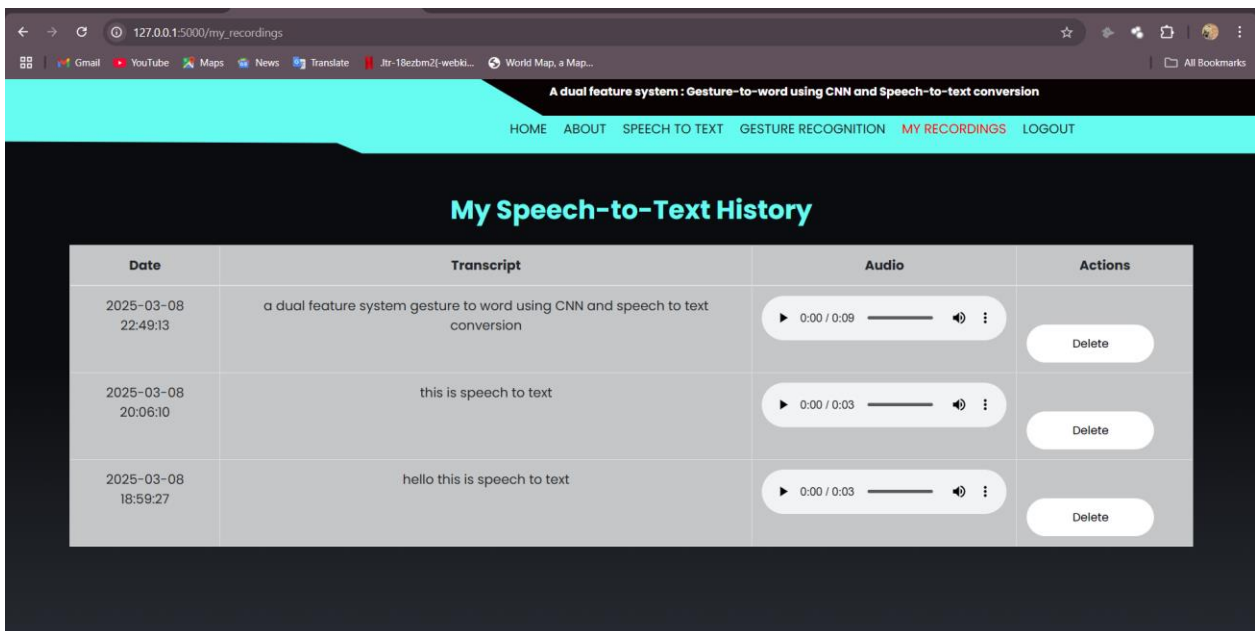 127.0.0.1:5000/my_recordings
Gmail YouTube Maps News Translate .ltr-18ezbm2{-webki... World Map, a Map... All Bookmarks
A dual feature system : Gesture-to-word using CNN and Speech-to-text conversion
HOME ABOUT SPEECH TO TEXT GESTURE RECOGNITION MY RECORDINGS LOGOUT
My Speech-to-Text History
Date Transcript Audio Actions
2025-03-08
22:49:13
a dual feature system gesture to word using CNN and speech to text
conversion
0:00 / 0:09
Delete
2025-03-08
20:06:10
this is speech to text
0:00 / 0:03
Delete
2025-03-08
18:59:27
hello this is speech to text
0:00 / 0:03
Delete